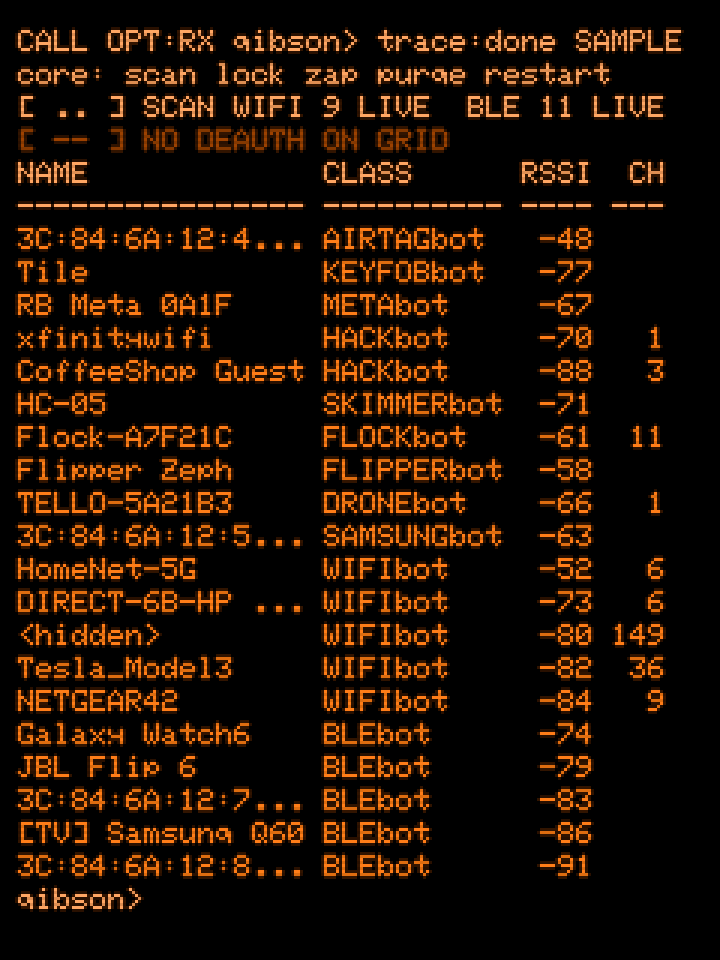 CALL OPT:RX gibson> trace:done SAMPLE
core: scan lock zap purge restart
[ .. ] SCAN WIFI 9 LIVE  BLE 11 LIVE
[ -- ] NO DEAUTH ON GRID
NAME             CLASS      RSSI  CH
---------------- ---------- ---- ---
3C:84:6A:12:4... AIRTAGbot   -48
Tile             KEYFOBbot   -77
RB Meta 0A1F     METAbot     -67
xfinitywifi      HACKbot     -70   1
CoffeeShop Guest HACKbot     -88   3
HC-05            SKIMMERbot  -71
Flock-A7F21C     FLOCKbot    -61  11
Flipper Zeph     FLIPPERbot  -58
TELLO-5A21B3     DRONEbot    -66   1
3C:84:6A:12:5... SAMSUNGbot  -63
HomeNet-5G       WIFIbot     -52   6
DIRECT-6B-HP ... WIFIbot     -73   6
<hidden>         WIFIbot     -80 149
Tesla_Model3     WIFIbot     -82  36
NETGEAR42        WIFIbot     -84   9
Galaxy Watch6    BLEbot      -74
JBL Flip 6       BLEbot      -79
3C:84:6A:12:7... BLEbot      -83
[TV] Samsung Q60 BLEbot      -86
3C:84:6A:12:8... BLEbot      -91
gibson>